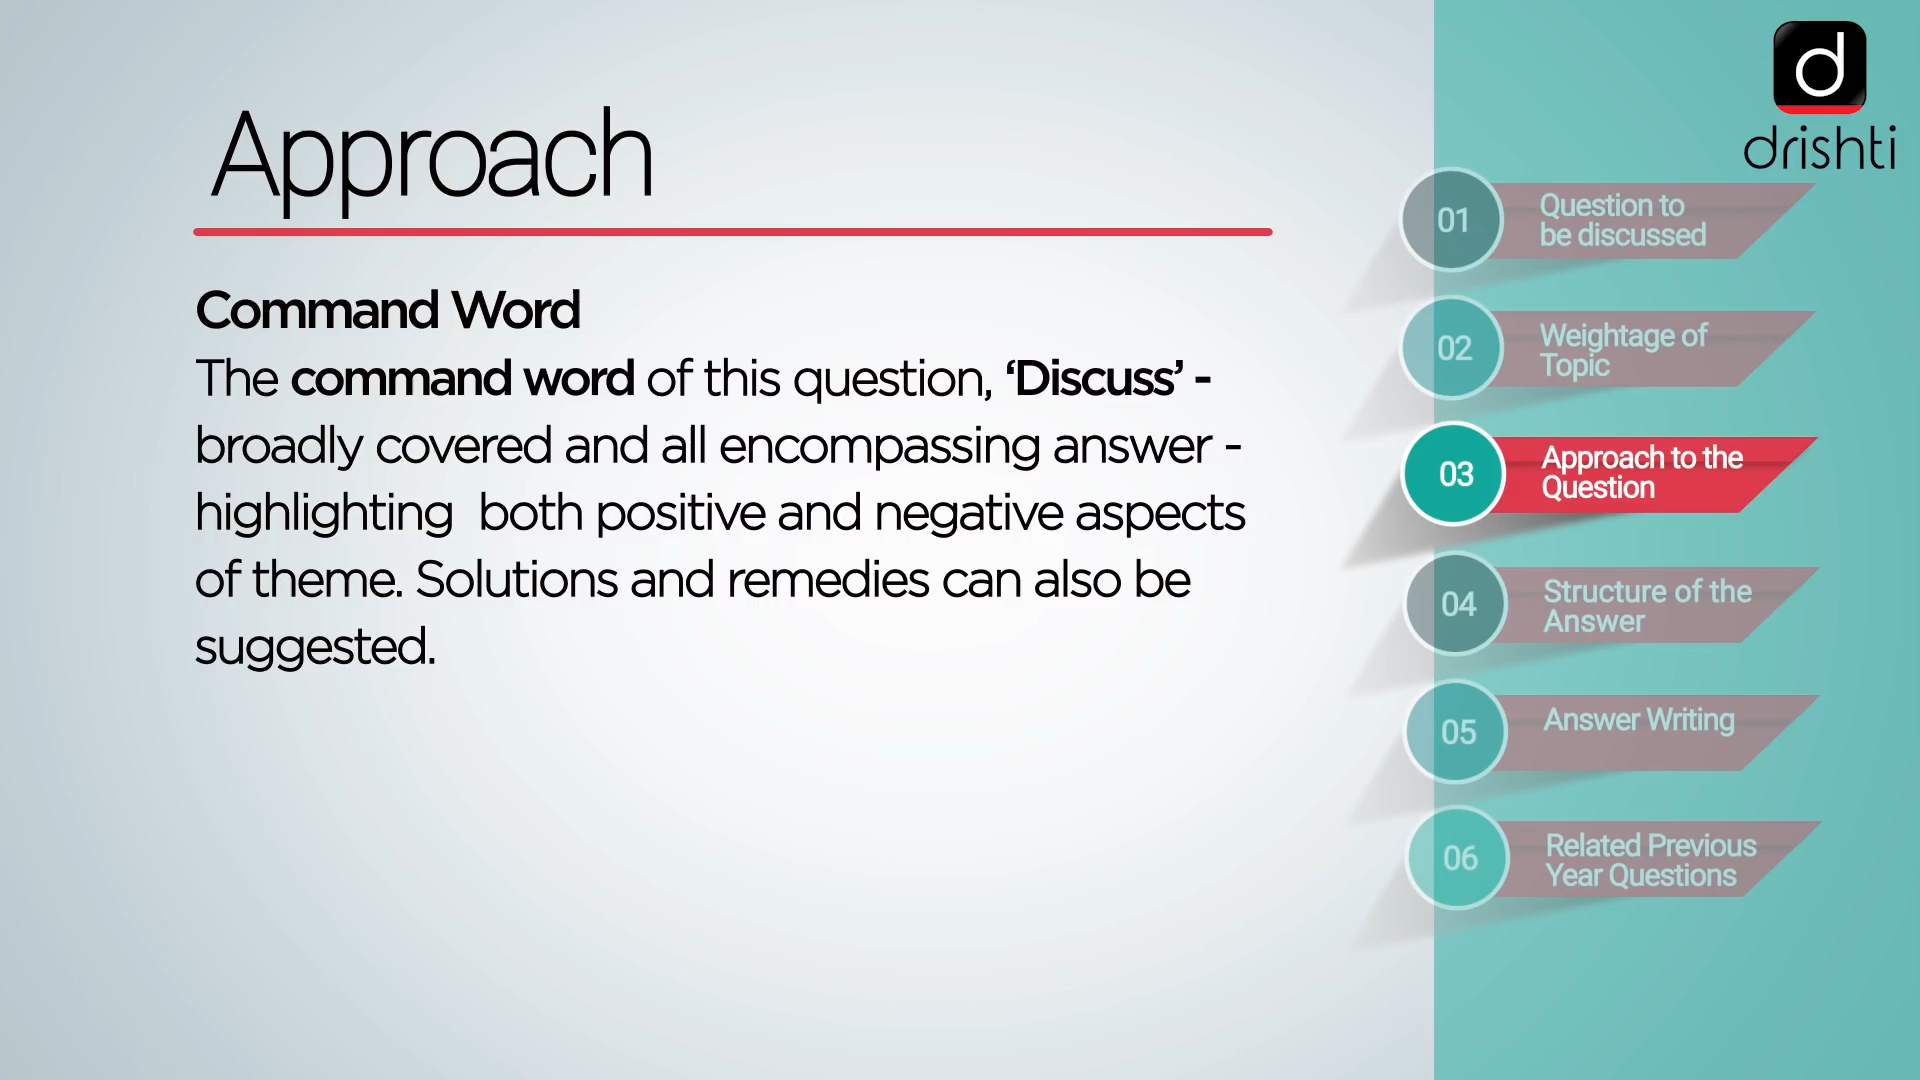 Approach
Command Word
The command word of this question, ‘Discuss’ -
broadly covered and all encompassing answer -
highlighting  both positive and negative aspects
of theme. Solutions and remedies can also be
suggested.
d
drishti
01
Question to
be discussed
02
Weightage of
Topic
03
Approach to the
Question
04
Structure of the
Answer
05
Answer Writing
06
Related Previous
Year Questions